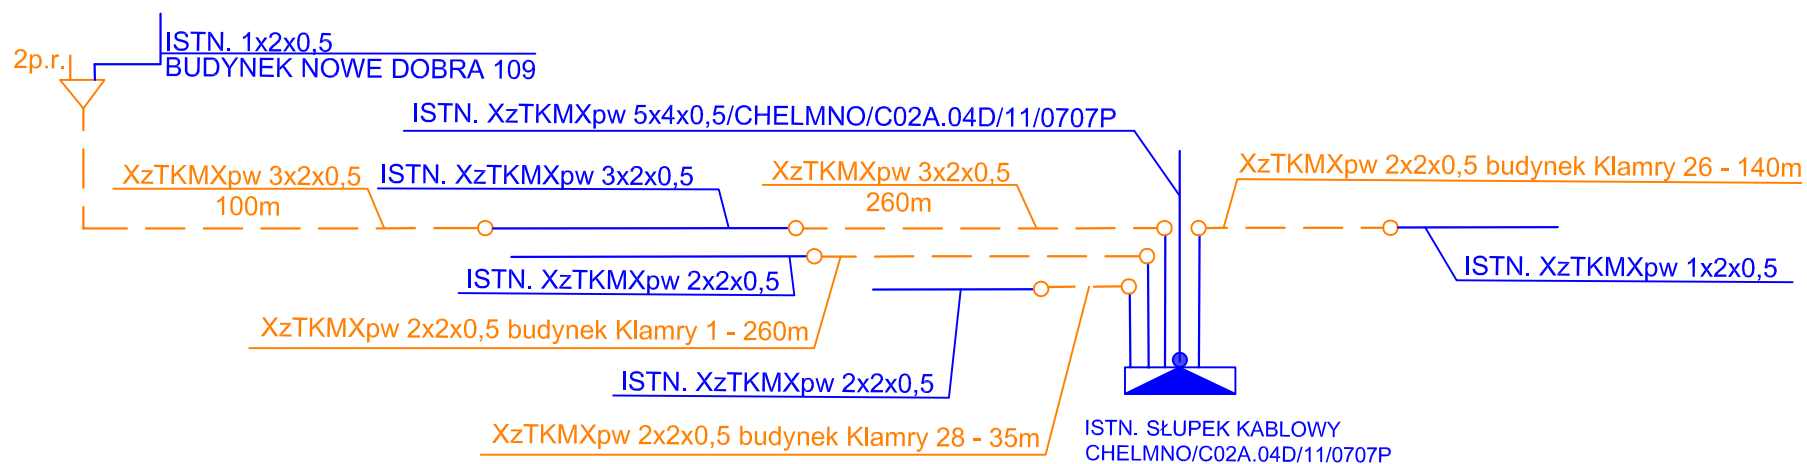 2p.r.
ISTN. 1x2x0,5
BUDYNEK NOWE DOBRA 109
ISTN. XzTKMXpw 5x4x0,5/CHELMNO/C02A.04D/11/0707P
XzTKMXpw 3x2x0,5
100m
ISTN. XzTKMXpw 3x2x0,5
XzTKMXpw 3x2x0,5
260m
XzTKMXpw 2x2x0,5 budynek Klamry 26 - 140m
ISTN. XzTKMXpw 2x2x0,5
ISTN. XzTKMXpw 1x2x0,5
XzTKMXpw 2x2x0,5 budynek Klamry 1 - 260m
ISTN. XzTKMXpw 2x2x0,5
XzTKMXpw 2x2x0,5 budynek Klamry 28 - 35m
ISTN. SŁUPEK KABLOWY
CHELMNO/C02A.04D/11/0707P